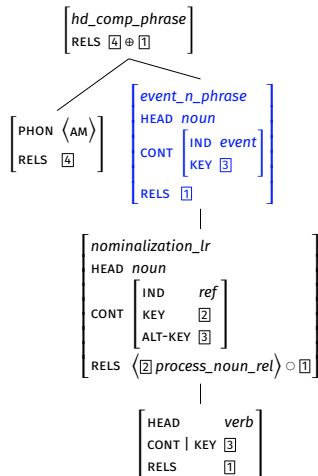 hd_comp_phrase
RELS 4 ⊕ 1
PHON ⟨AM⟩
RELS 4
event_n_phrase
HEAD noun
CONT IND event
KEY 3
RELS 1
nominalization_lr
HEAD noun
IND ref
CONT KEY 2
ALT-KEY 3
RELS ⟨2 process_noun_rel⟩ ○ 1
HEAD verb
CONT | KEY 3
RELS 1